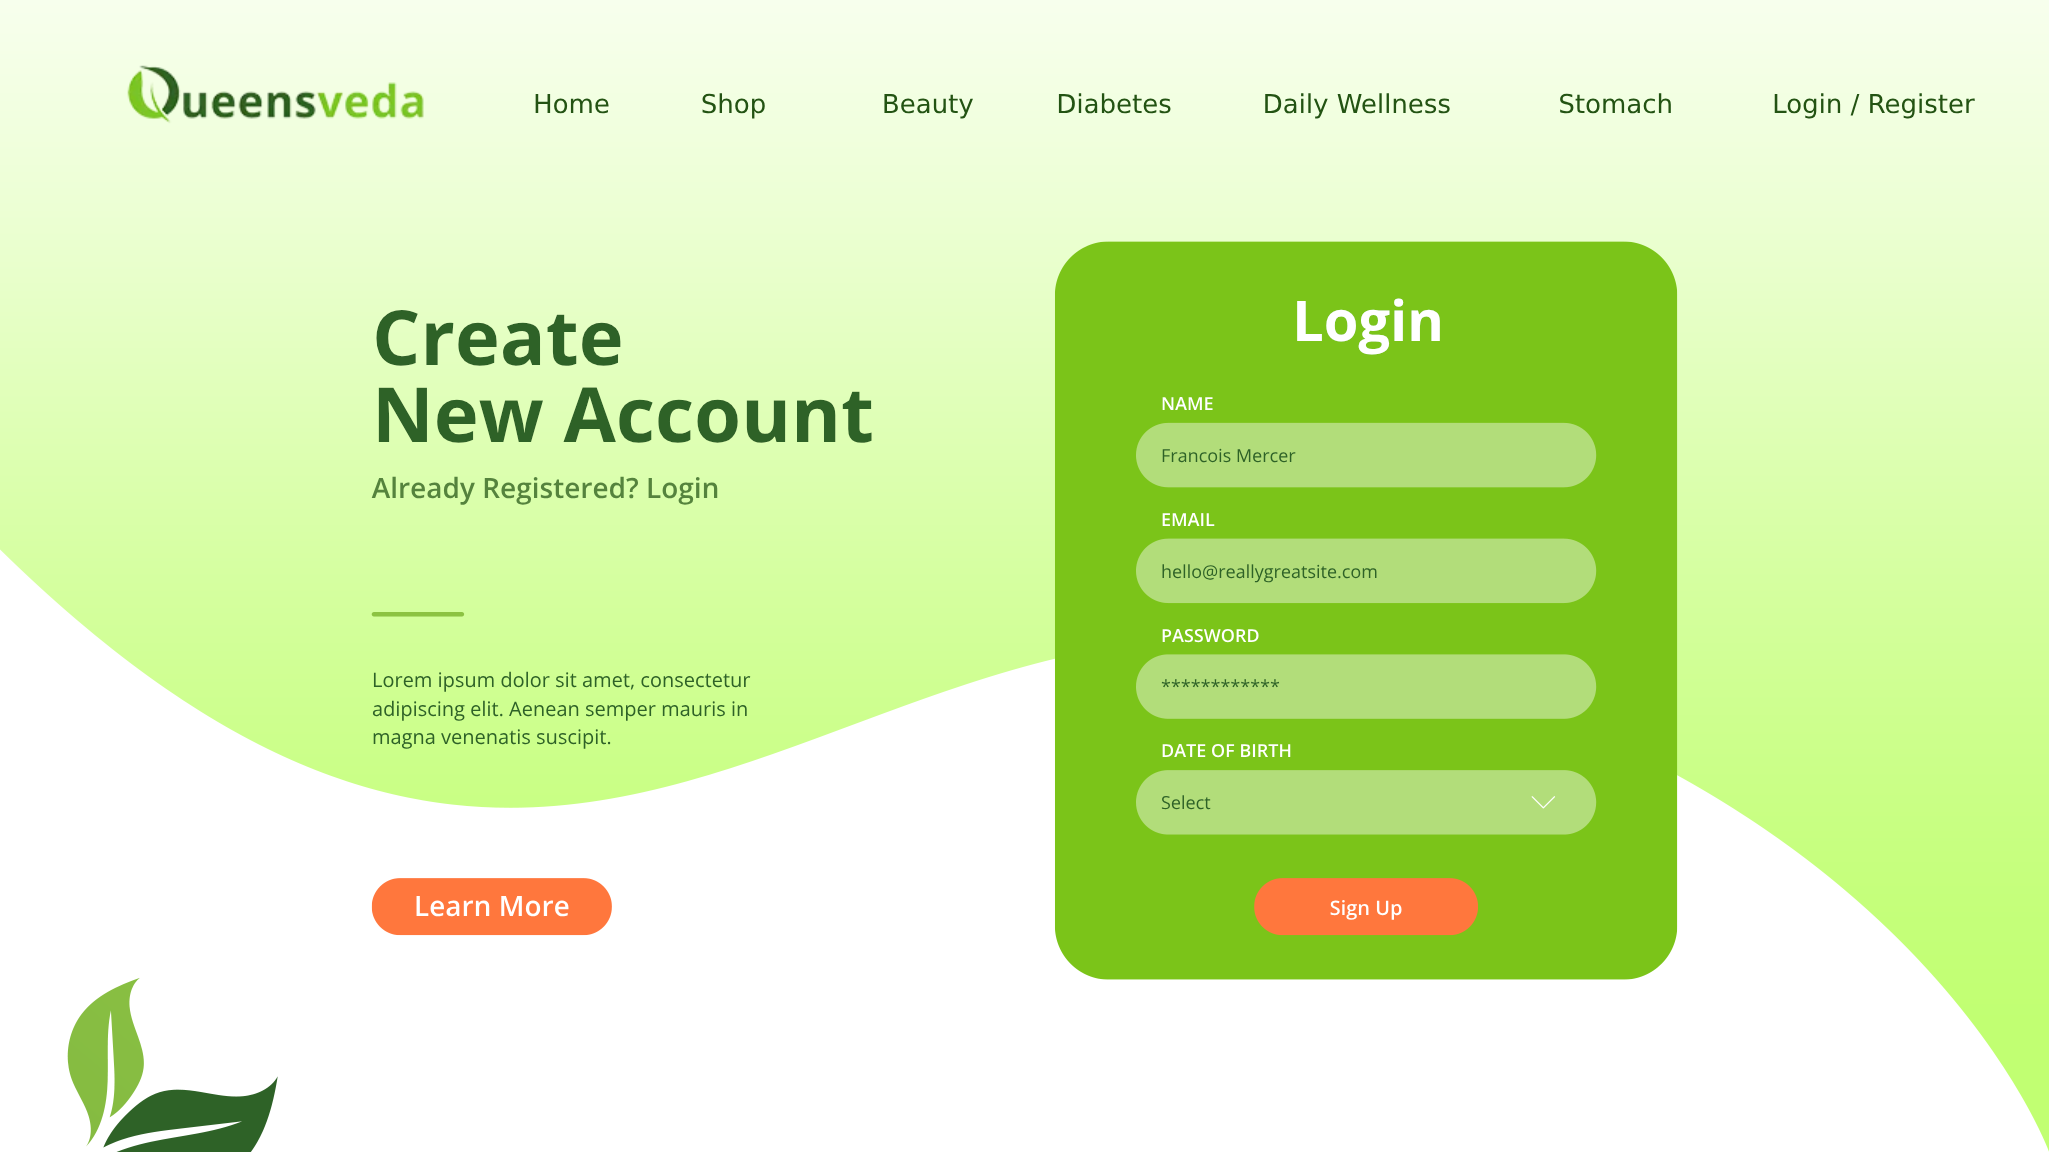 Queensveda
Home Shop Beauty Diabetes Daily Wellness Stomach Login / Register
Create
New Account
Already Registered? Login
Lorem ipsum dolor sit amet, consectetur
adipiscing elit. Aenean semper mauris in
magna venenatis suscipit.
Learn More
Login
NAME
Francois Mercer
EMAIL
hello@reallygreatsite.com
PASSWORD
************
DATE OF BIRTH
Select
Sign Up